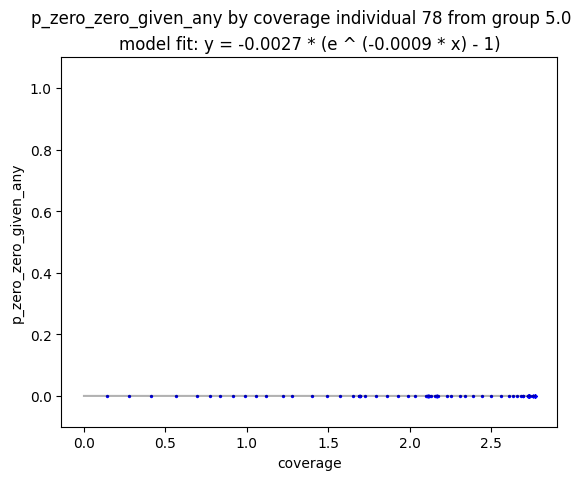 p_zero_zero_given_any by coverage individual 78 from group 5.0
model fit: y = -0.0027 * (e ^ (-0.0009 * x) - 1)
1.0
0.8
0.6
0.4
0.2
0.0
p_zero_zero_given_any
0.0 0.5 1.0 1.5 2.0 2.5
coverage